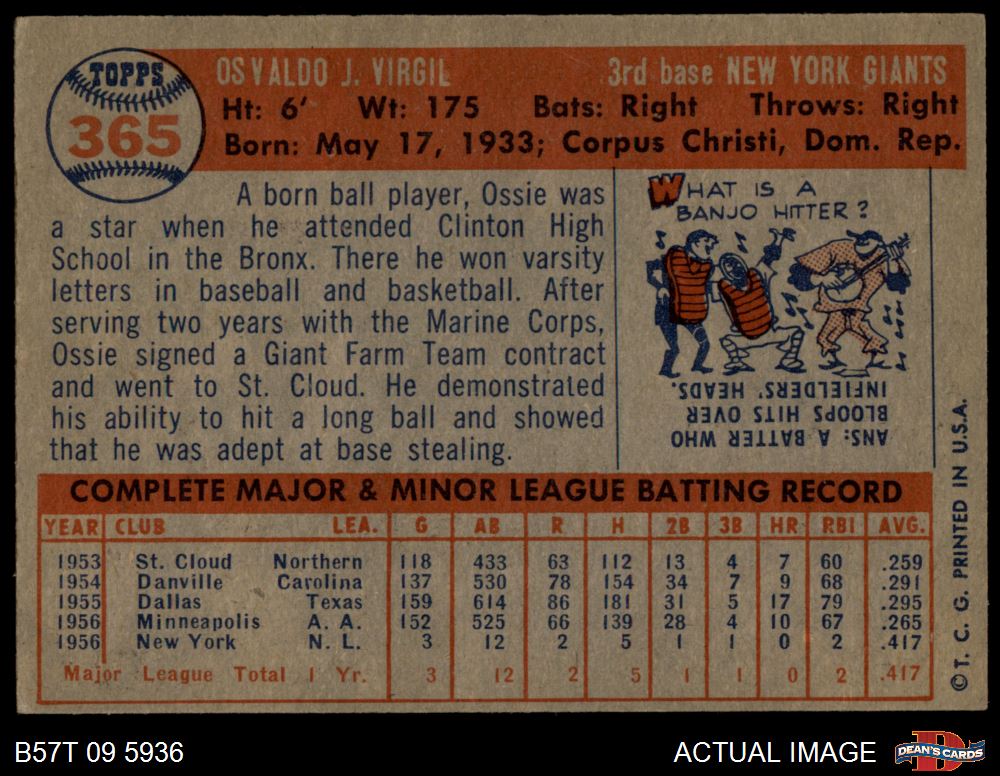 TOPPS
365
OSVALDO J. VIRGIL 3rd base NEW YORK GIANTS
Ht: 6' Wt: 175 Bats: Right Throws: Right
Born: May 17, 1933; Corpus Christi, Dom. Rep.
A born ball player, Ossie was
a star when he attended Clinton High
School in the Bronx. There he won varsity
letters in baseball and basketball. After
serving two years with the Marine Corps,
Ossie signed a Giant Farm Team contract
and went to St. Cloud. He demonstrated
his ability to hit a long ball and showed
that he was adept at base stealing.
WHAT IS A
BANJO HITTER?
ANS: A BATTER WHO
BLOOPS HITS OVER
INFIELDERS' HEADS.
COMPLETE MAJOR & MINOR LEAGUE BATTING RECORD
YEAR CLUB LEA. G AB R H 2B 3B HR RBI AVG.
1953 St. Cloud Northern 118 433 63 112 13 4 7 60 .259
1954 Danville Carolina 137 530 78 154 34 7 9 68 .291
1955 Dallas Texas 159 614 86 181 31 5 17 79 .295
1956 Minneapolis A. A. 152 525 66 139 28 4 10 67 .265
1956 New York N. L. 3 12 2 5 1 1 0 2 .417
Major League Total 1 Yr. 3 12 2 5 1 1 0 2 .417
© T. C. G. PRINTED IN U.S.A.
B57T 09 5936
ACTUAL IMAGE
D
DEAN'S CARDS